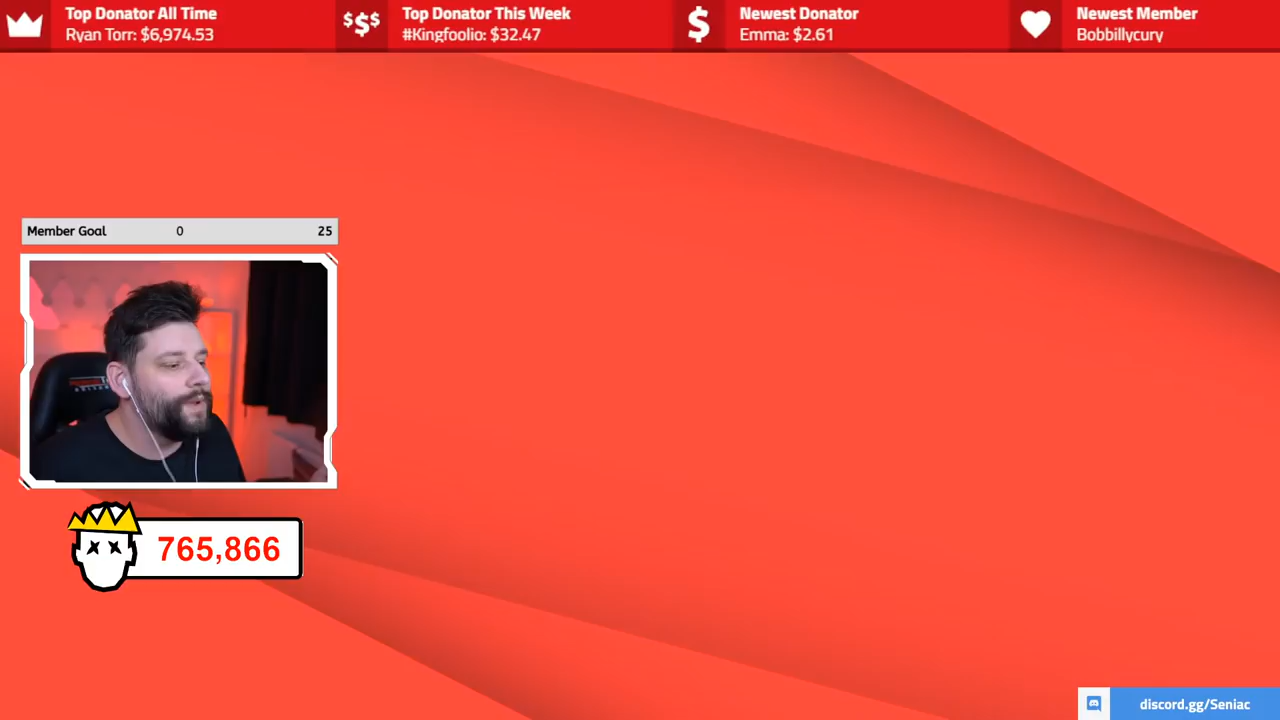 Top Donator All Time
Ryan Torr: $6,974.53
$$$
Top Donator This Week
#Kingfoolio: $32.47
$
Newest Donator
Emma: $2.61
Newest Member
Bobbillycury
Member Goal 0 25
765,866
discord.gg/Seniac